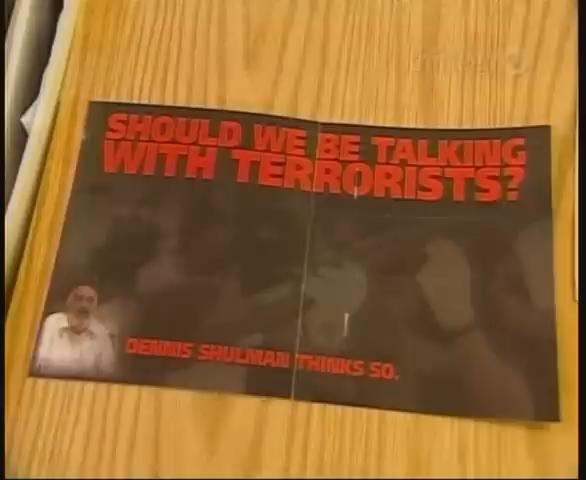 SHOULD WE BE TALKING
WITH TERRORISTS?
DENNIS SHULMAN THINKS SO.